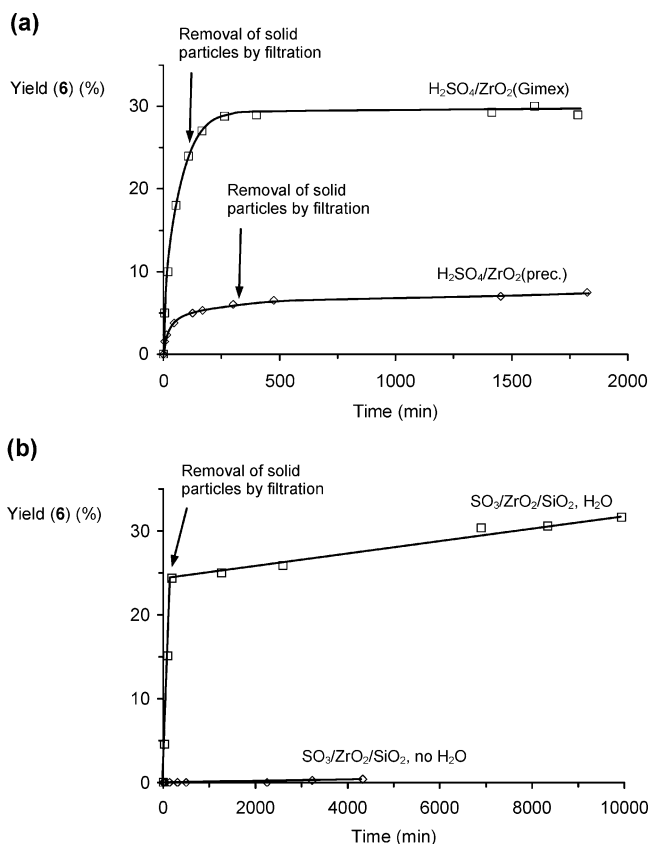 (a)
Removal of solid
particles by filtration
Yield (6) (%)
H₂SO₄/ZrO₂(Gimex)
30
Removal of solid
particles by filtration
20
H₂SO₄/ZrO₂(prec.)
10
0
0 500 1000 1500 2000
Time (min)
(b)
Removal of solid
particles by filtration
Yield (6) (%)
SO₃/ZrO₂/SiO₂, H₂O
30
20
10
SO₃/ZrO₂/SiO₂, no H₂O
0
0 2000 4000 6000 8000 10000
Time (min)